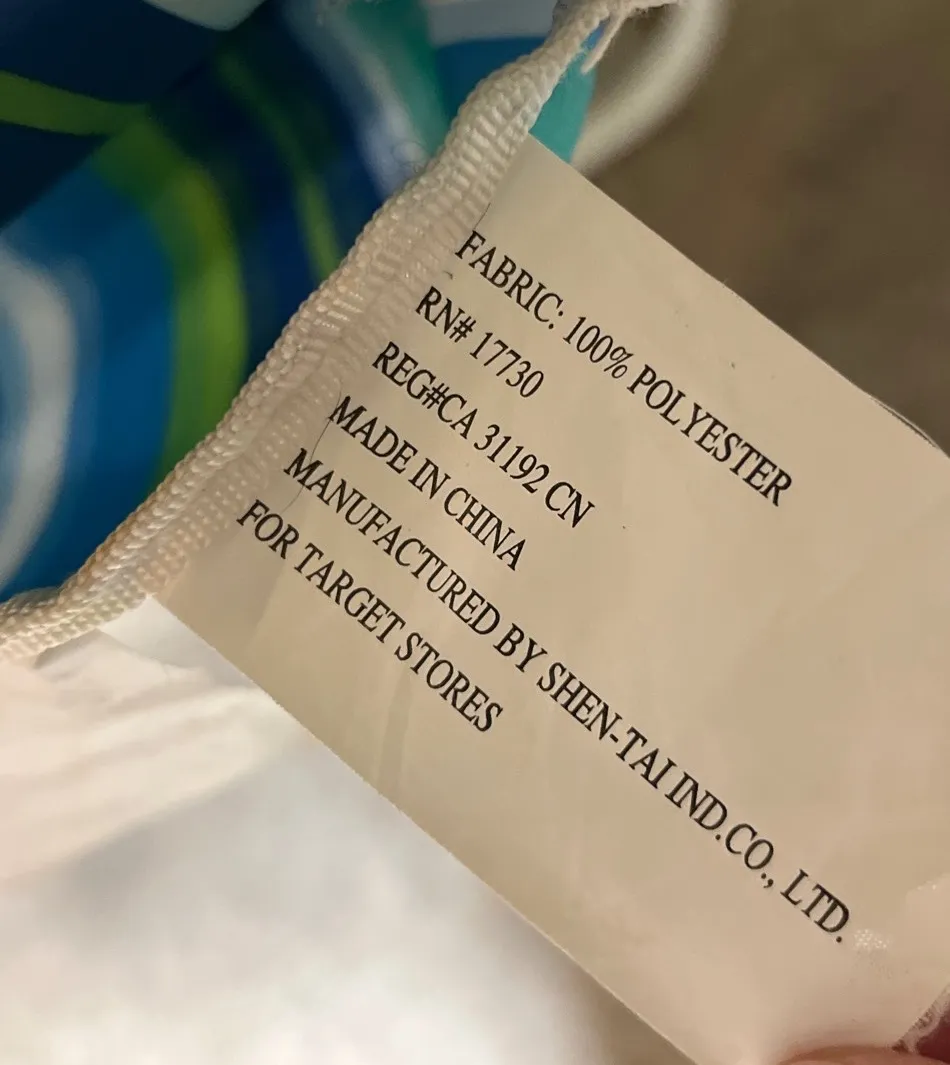 FABRIC: 100% POLYESTER
RN# 17730
REG#CA 31192 CN
MADE IN CHINA
MANUFACTURED BY SHEN-TAI IND.CO., LTD.
FOR TARGET STORES